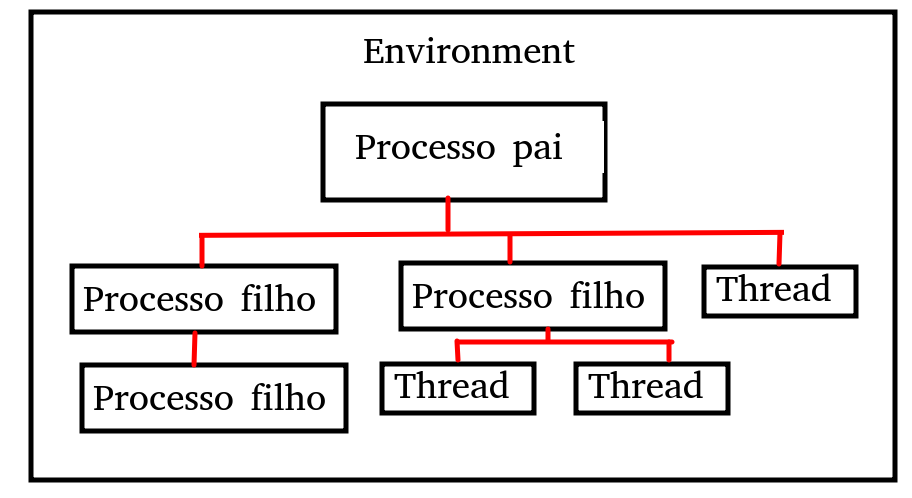 Environment
Processo pai
Processo filho
Processo filho
Thread
Processo filho
Thread
Thread